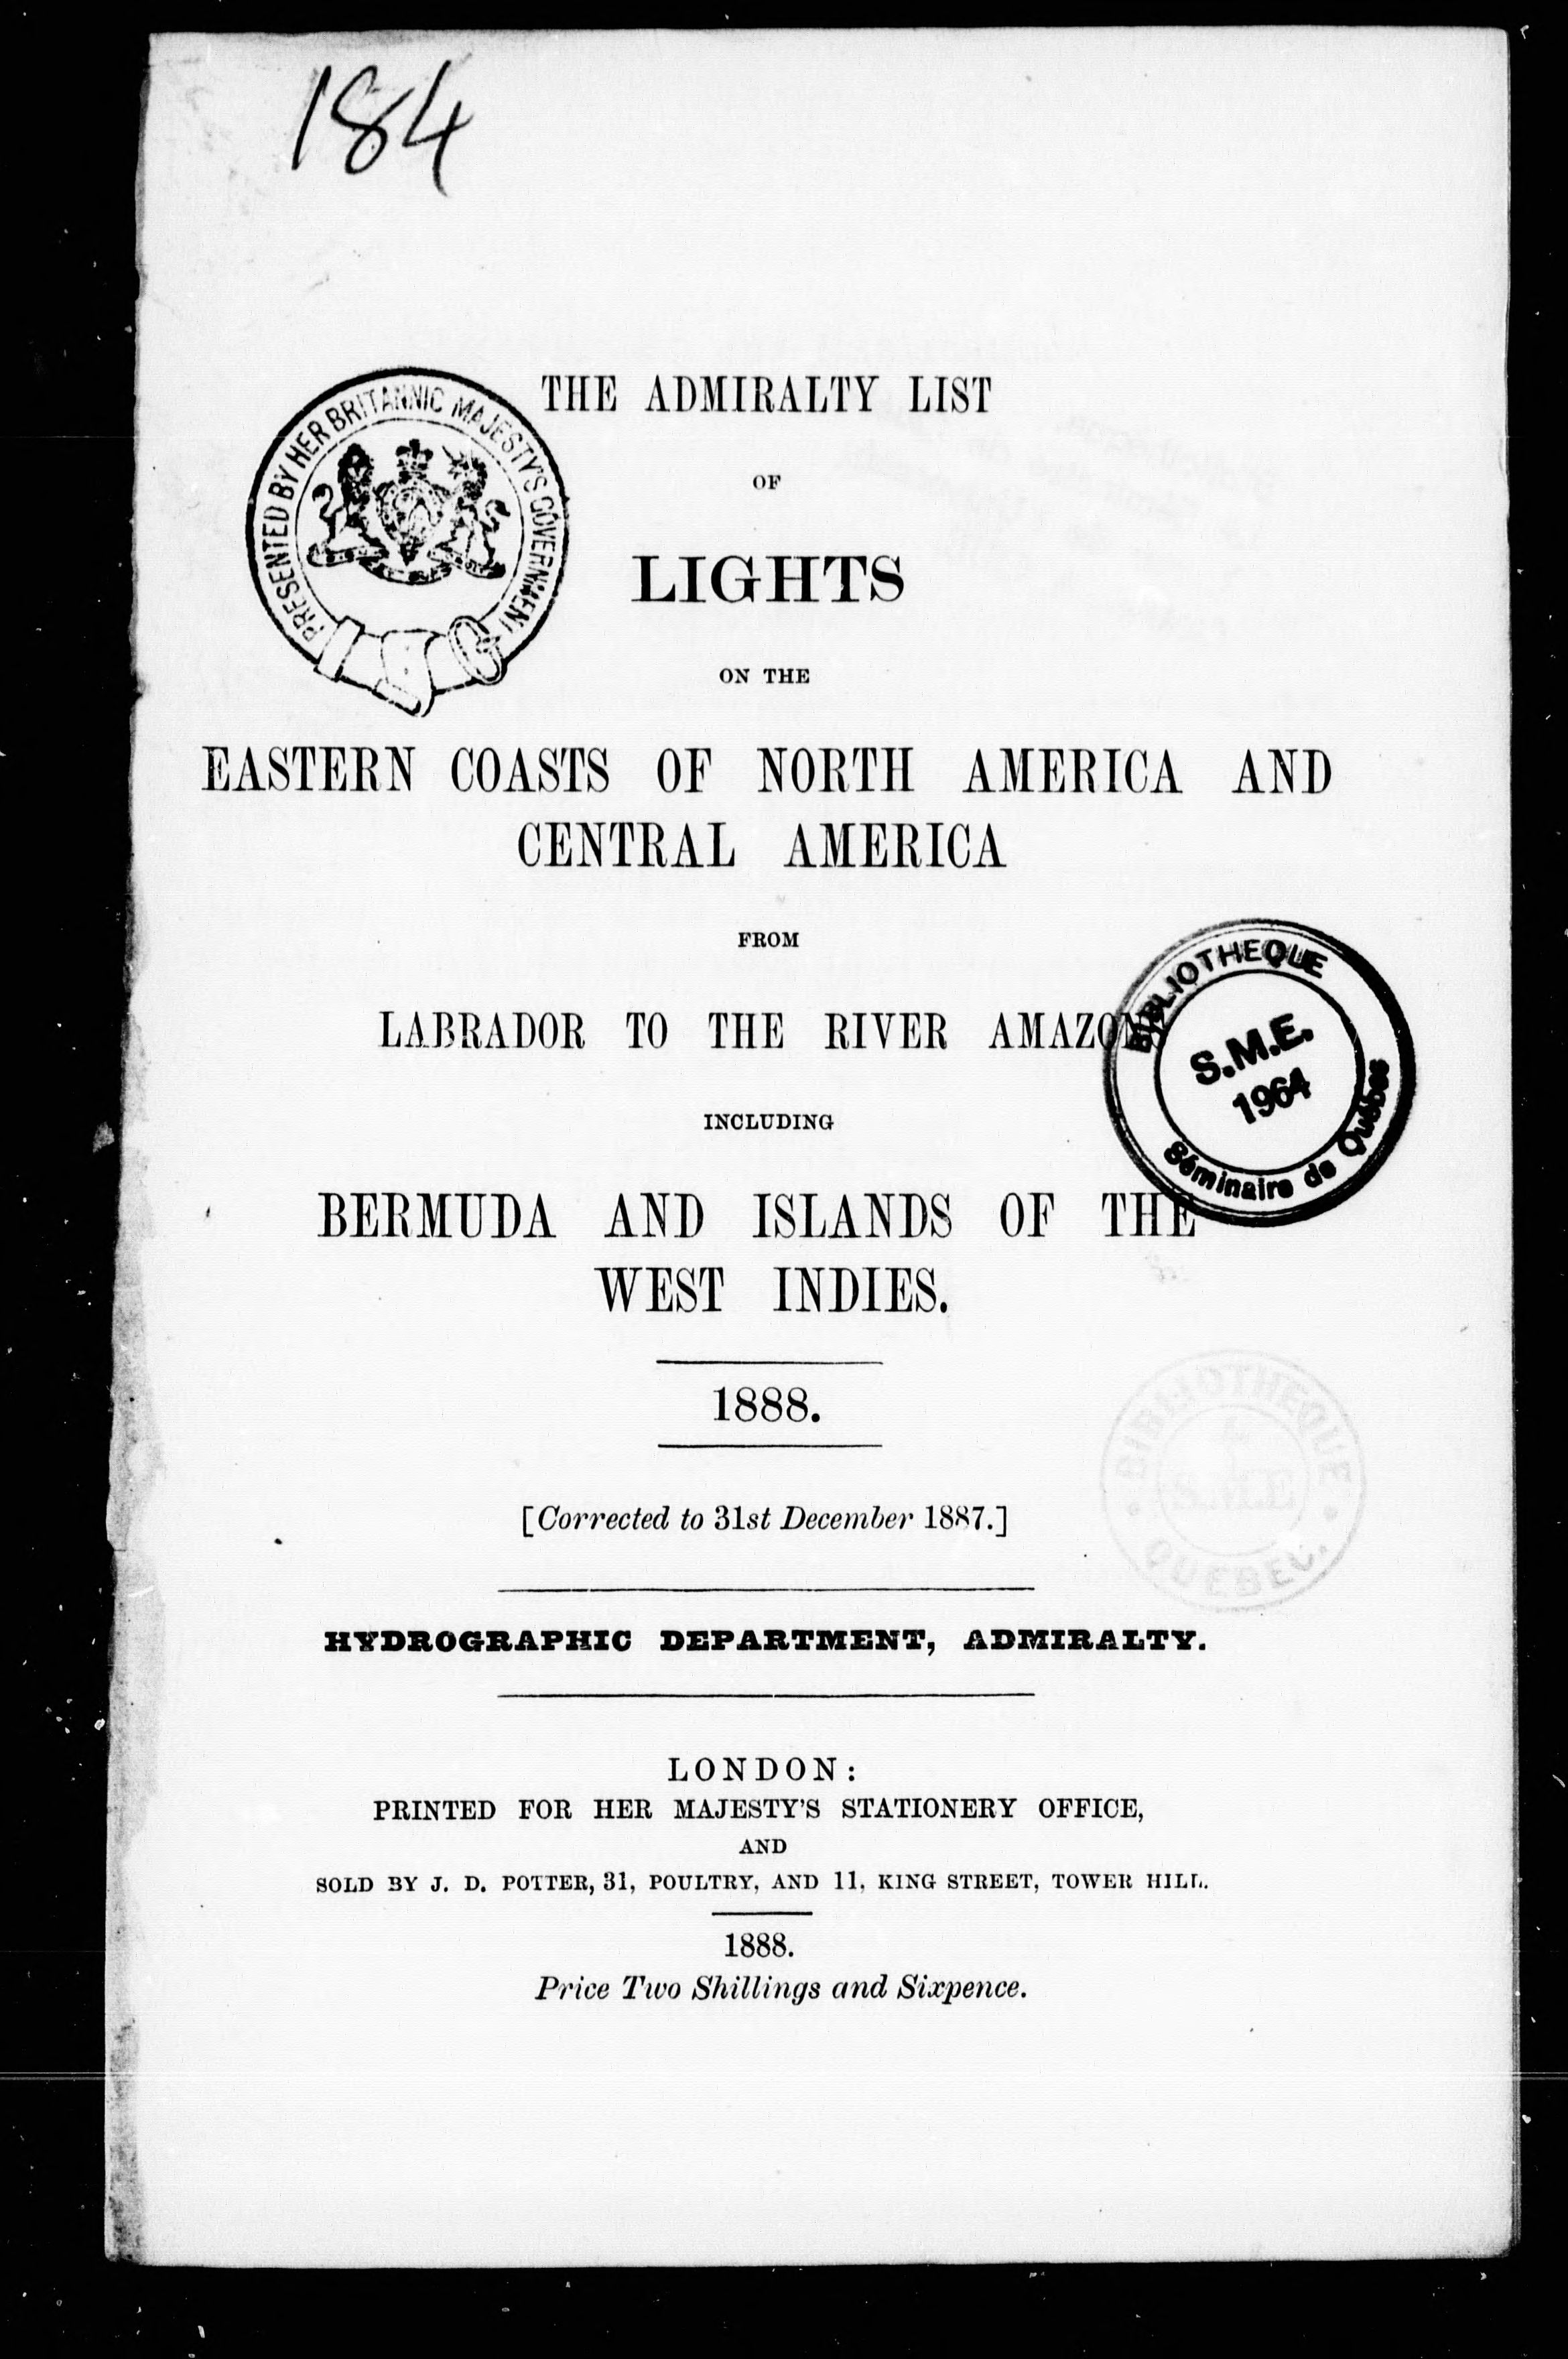 184
THE ADMIRALTY LIST
PRESENTED BY HER BRITANNIC MAJESTY'S GOVERNMENT
OF
LIGHTS
ON THE
EASTERN COASTS OF NORTH AMERICA AND
CENTRAL AMERICA
FROM
LABRADOR TO THE RIVER AMAZONS
BIBLIOTHEQUE
S.M.E.
1964
Séminaire de Québec
INCLUDING
BERMUDA AND ISLANDS OF THE
WEST INDIES.
1888.
BIBLIOTHEQUE
S.M.E
QUEBEC.
[Corrected to 31st December 1887.]
HYDROGRAPHIC DEPARTMENT, ADMIRALTY.
LONDON:
PRINTED FOR HER MAJESTY'S STATIONERY OFFICE,
AND
SOLD BY J. D. POTTER, 31, POULTRY, AND 11, KING STREET, TOWER HILL.
1888.
Price Two Shillings and Sixpence.